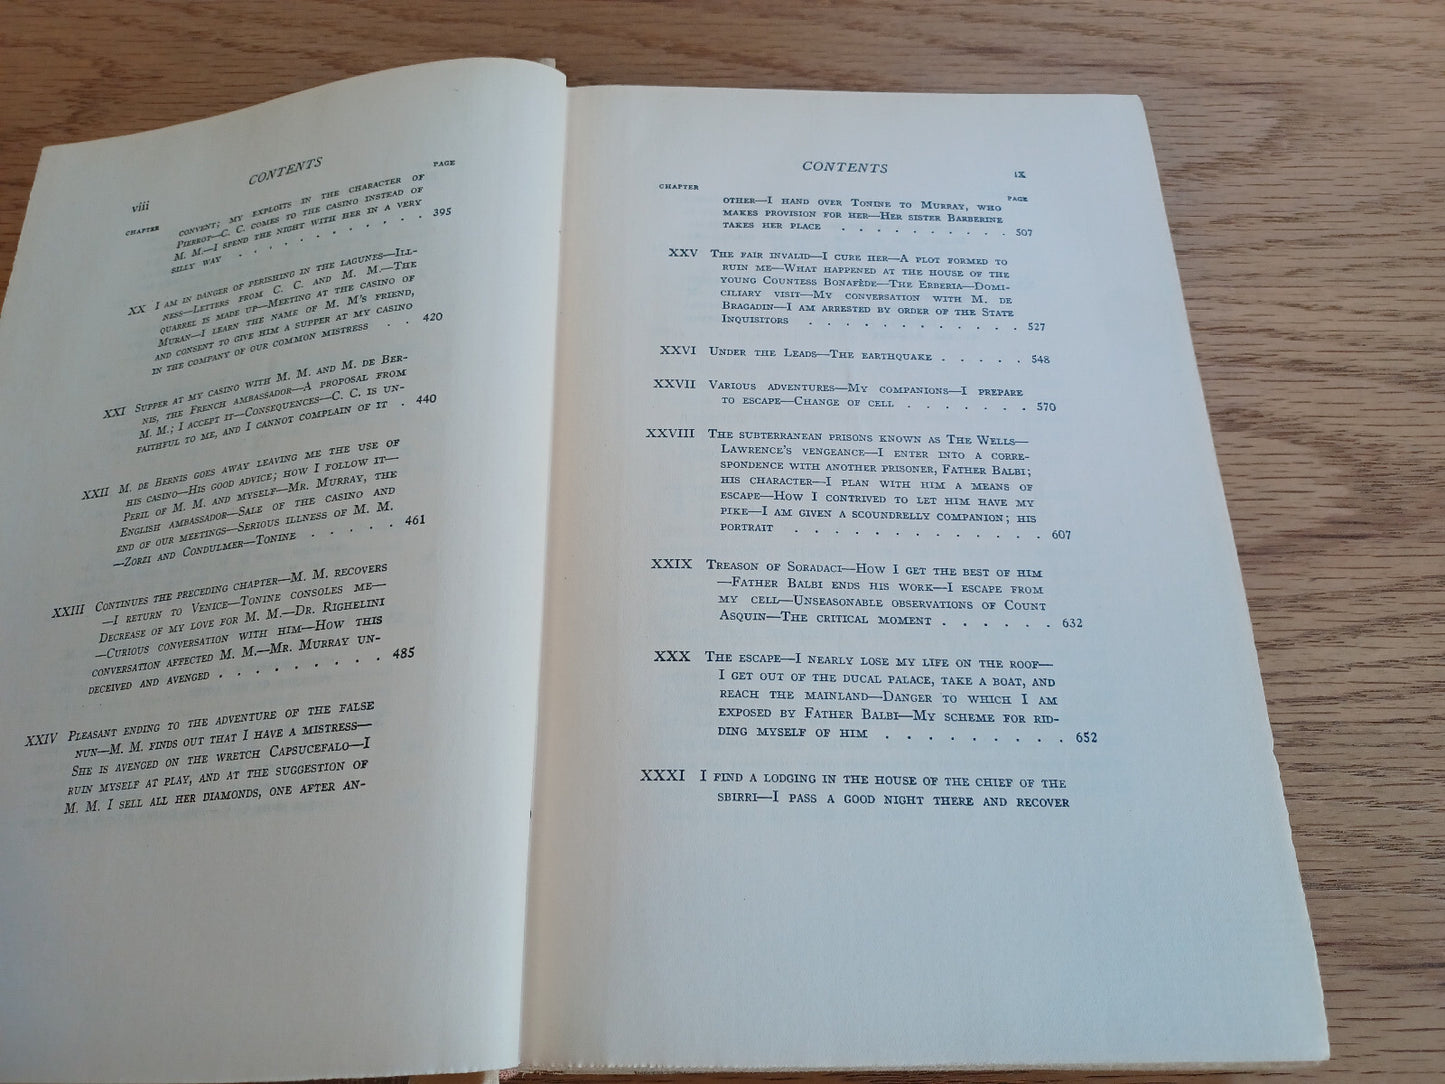 viii
CONTENTS
CHAPTER
PAGE
CONVENT; MY EXPLOITS IN THE CHARACTER OF
PIERROT—C. C. COMES TO THE CASINO INSTEAD OF
M. M.—I SPEND THE NIGHT WITH HER IN A VERY
SILLY WAY . . . . . . . . . . 395
XX I AM IN DANGER OF PERISHING IN THE LAGUNES—ILL-
NESS—LETTERS FROM C. C. AND M. M.—THE
QUARREL IS MADE UP—MEETING AT THE CASINO OF
MURAN—I LEARN THE NAME OF M. M'S FRIEND,
AND CONSENT TO GIVE HIM A SUPPER AT MY CASINO
IN THE COMPANY OF OUR COMMON MISTRESS . . 420
XXI SUPPER AT MY CASINO WITH M. M. AND M. DE BER-
NIS, THE FRENCH AMBASSADOR—A PROPOSAL FROM
M. M.; I ACCEPT IT—CONSEQUENCES—C. C. IS UN-
FAITHFUL TO ME, AND I CANNOT COMPLAIN OF IT . 440
XXII M. DE BERNIS GOES AWAY LEAVING ME THE USE OF
HIS CASINO—HIS GOOD ADVICE; HOW I FOLLOW IT—
PERIL OF M. M. AND MYSELF—MR. MURRAY, THE
ENGLISH AMBASSADOR—SALE OF THE CASINO AND
END OF OUR MEETINGS—SERIOUS ILLNESS OF M. M.
—ZORZI AND CONDULMER—TONINE . . . . . 461
XXIII CONTINUES THE PRECEDING CHAPTER—M. M. RECOVERS
—I RETURN TO VENICE—TONINE CONSOLES ME—
DECREASE OF MY LOVE FOR M. M.—DR. RIGHELINI
—CURIOUS CONVERSATION WITH HIM—HOW THIS
CONVERSATION AFFECTED M. M.—MR. MURRAY UN-
DECEIVED AND AVENGED . . . . . . . . 485
XXIV PLEASANT ENDING TO THE ADVENTURE OF THE FALSE
NUN—M. M. FINDS OUT THAT I HAVE A MISTRESS—
SHE IS AVENGED ON THE WRETCH CAPSUCEFALO—I
RUIN MYSELF AT PLAY, AND AT THE SUGGESTION OF
M. M. I SELL ALL HER DIAMONDS, ONE AFTER AN-
CONTENTS
ix
CHAPTER
PAGE
OTHER—I HAND OVER TONINE TO MURRAY, WHO
MAKES PROVISION FOR HER—HER SISTER BARBERINE
TAKES HER PLACE . . . . . . . . . 507
XXV THE FAIR INVALID—I CURE HER—A PLOT FORMED TO
RUIN ME—WHAT HAPPENED AT THE HOUSE OF THE
YOUNG COUNTESS BONAFÈDE—THE ERBERIA—DOMI-
CILIARY VISIT—MY CONVERSATION WITH M. DE
BRAGADIN—I AM ARRESTED BY ORDER OF THE STATE
INQUISITORS . . . . . . . . . . . . 527
XXVI UNDER THE LEADS—THE EARTHQUAKE . . . . . 548
XXVII VARIOUS ADVENTURES—MY COMPANIONS—I PREPARE
TO ESCAPE—CHANGE OF CELL . . . . . . . 570
XXVIII THE SUBTERRANEAN PRISONS KNOWN AS THE WELLS—
LAWRENCE'S VENGEANCE—I ENTER INTO A CORRE-
SPONDENCE WITH ANOTHER PRISONER, FATHER BALBI;
HIS CHARACTER—I PLAN WITH HIM A MEANS OF
ESCAPE—HOW I CONTRIVED TO LET HIM HAVE MY
PIKE—I AM GIVEN A SCOUNDRELLY COMPANION; HIS
PORTRAIT . . . . . . . . . . . . . 607
XXIX TREASON OF SORADACI—HOW I GET THE BEST OF HIM
—FATHER BALBI ENDS HIS WORK—I ESCAPE FROM
MY CELL—UNSEASONABLE OBSERVATIONS OF COUNT
ASQUIN—THE CRITICAL MOMENT . . . . . . 632
XXX THE ESCAPE—I NEARLY LOSE MY LIFE ON THE ROOF—
I GET OUT OF THE DUCAL PALACE, TAKE A BOAT, AND
REACH THE MAINLAND—DANGER TO WHICH I AM
EXPOSED BY FATHER BALBI—MY SCHEME FOR RID-
DING MYSELF OF HIM . . . . . . . . . 652
XXXI I FIND A LODGING IN THE HOUSE OF THE CHIEF OF THE
SBIRRI—I PASS A GOOD NIGHT THERE AND RECOVER